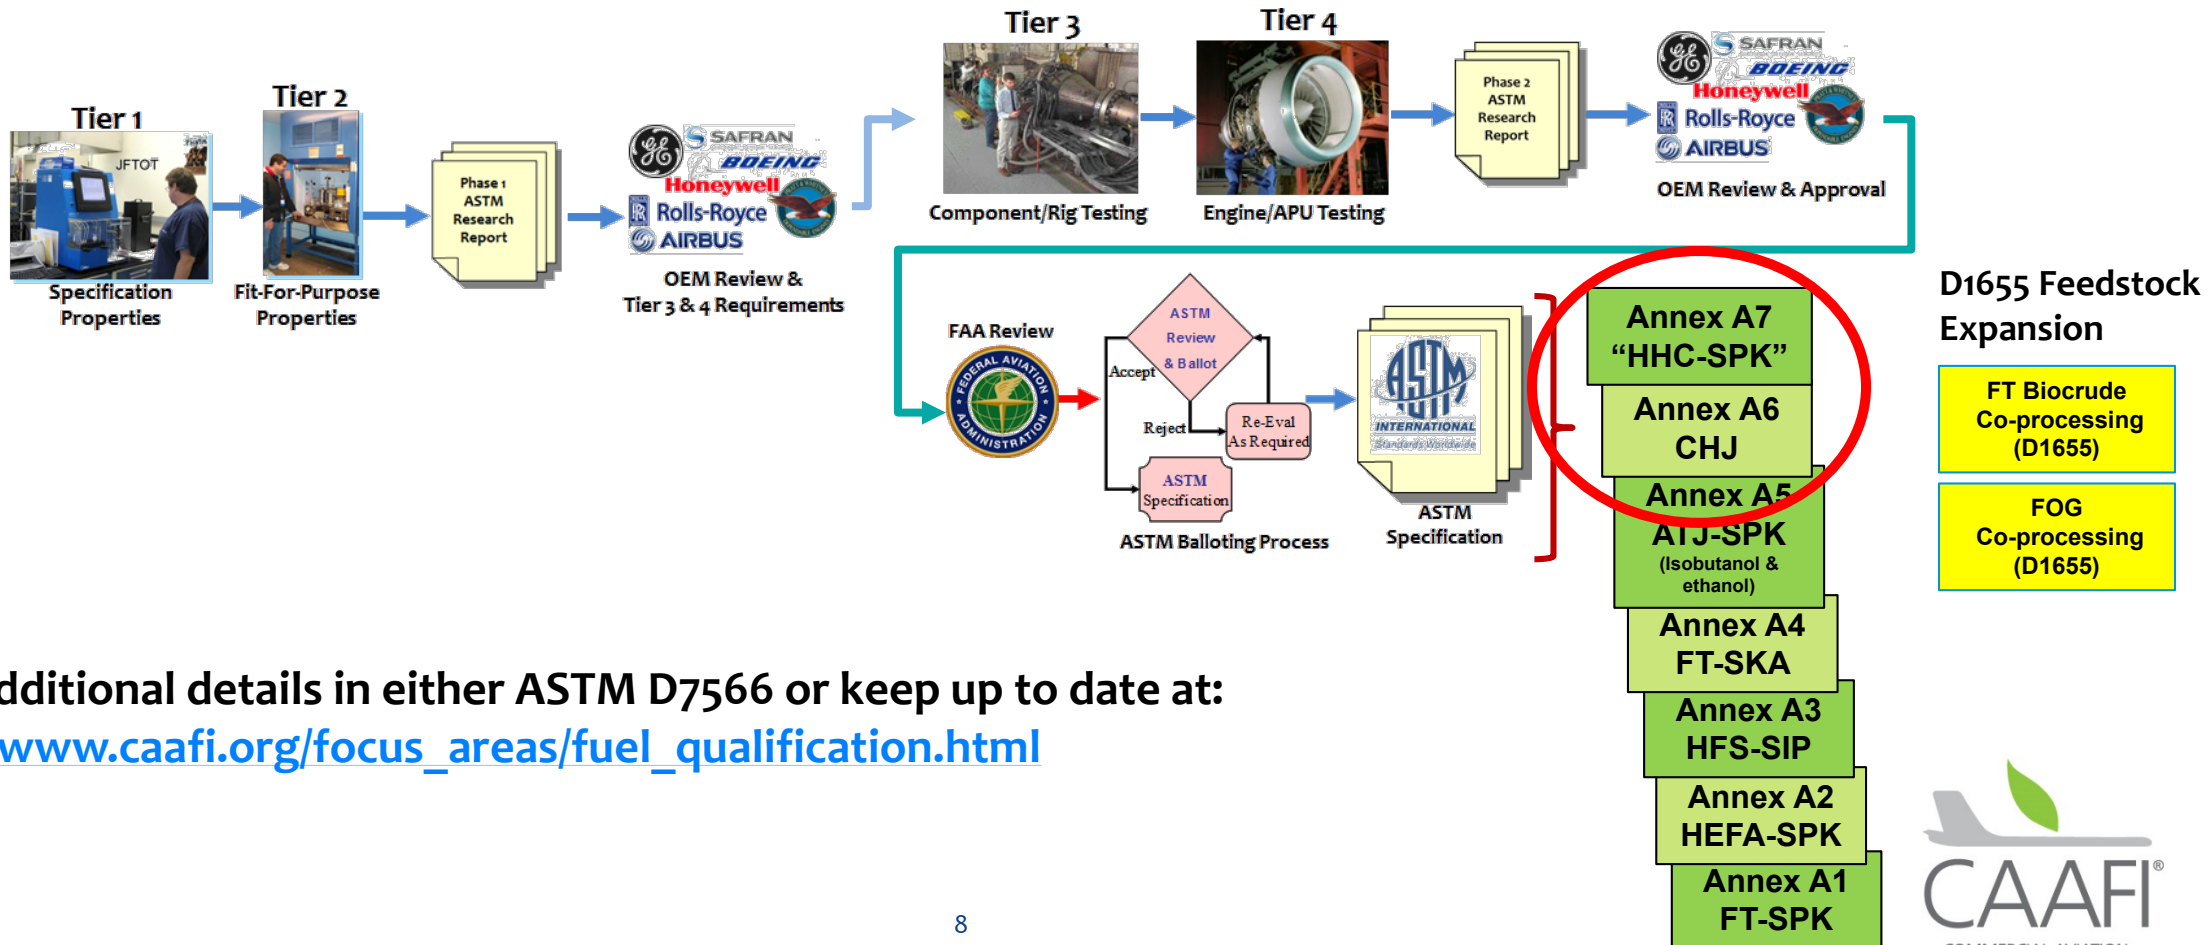 Tier 1
JFTOT
Specification
Properties
Tier 2
Fit-For-Purpose
Properties
Phase 1
ASTM
Research
Report
GE
SAFRAN
BOEING
Honeywell
Rolls-Royce
AIRBUS
OEM Review &
Tier 3 & 4 Requirements
Tier 3
Component/Rig Testing
Tier 4
Engine/APU Testing
Phase 2
ASTM
Research
Report
GE
SAFRAN
BOEING
Honeywell
Rolls-Royce
AIRBUS
OEM Review & Approval
FAA Review
FEDERAL AVIATION
ADMINISTRATION
ASTM
Review
& Ballot
Accept
Reject
Re-Eval
As Required
ASTM
Specification
ASTM Balloting Process
ASTM
INTERNATIONAL
Standards Worldwide
ASTM
Specification
Annex A7
“HHC-SPK”
Annex A6
CHJ
Annex A5
ATJ-SPK
(Isobutanol &
ethanol)
Annex A4
FT-SKA
Annex A3
HFS-SIP
Annex A2
HEFA-SPK
Annex A1
FT-SPK
D1655 Feedstock
Expansion
FT Biocrude
Co-processing
(D1655)
FOG
Co-processing
(D1655)
dditional details in either ASTM D7566 or keep up to date at:
www.caafi.org/focus_areas/fuel_qualification.html
8
CAAFI®